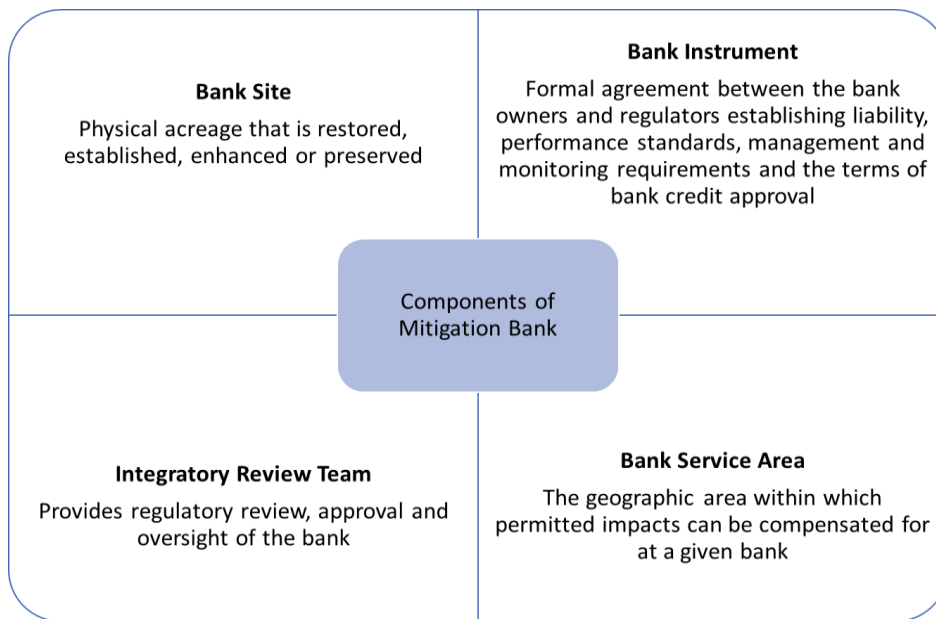 Bank Site
Physical acreage that is restored,
established, enhanced or preserved
Bank Instrument
Formal agreement between the bank
owners and regulators establishing liability,
performance standards, management and
monitoring requirements and the terms of
bank credit approval
Components of
Mitigation Bank
Integratory Review Team
Provides regulatory review, approval and
oversight of the bank
Bank Service Area
The geographic area within which
permitted impacts can be compensated for
at a given bank